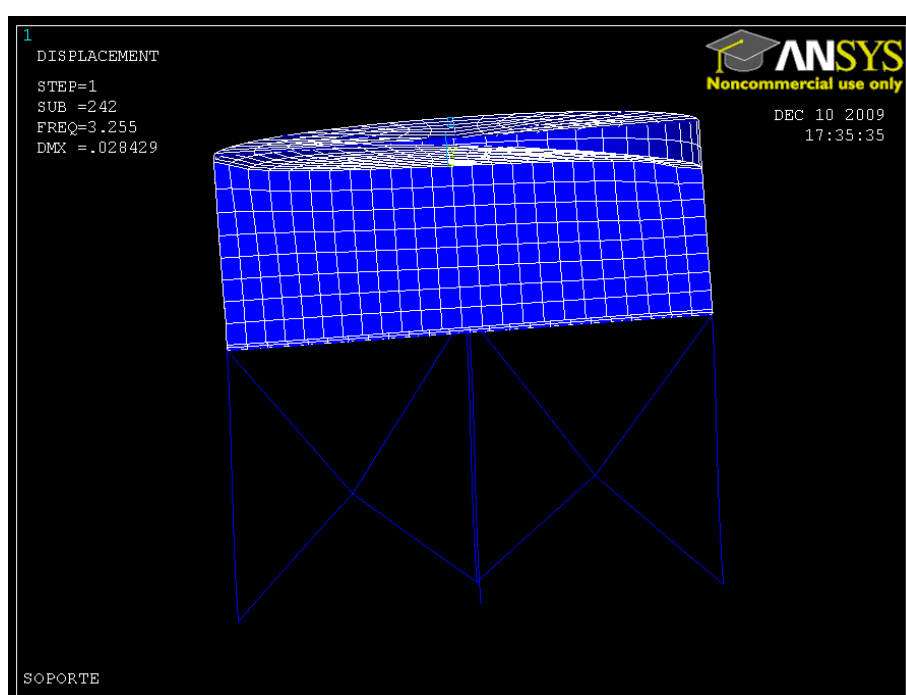 1
DISPLACEMENT
STEP=1
SUB =242
FREQ=3.255
DMX =.028429
ANSYS
Noncommercial use only
DEC 10 2009
17:35:35
SOPORTE